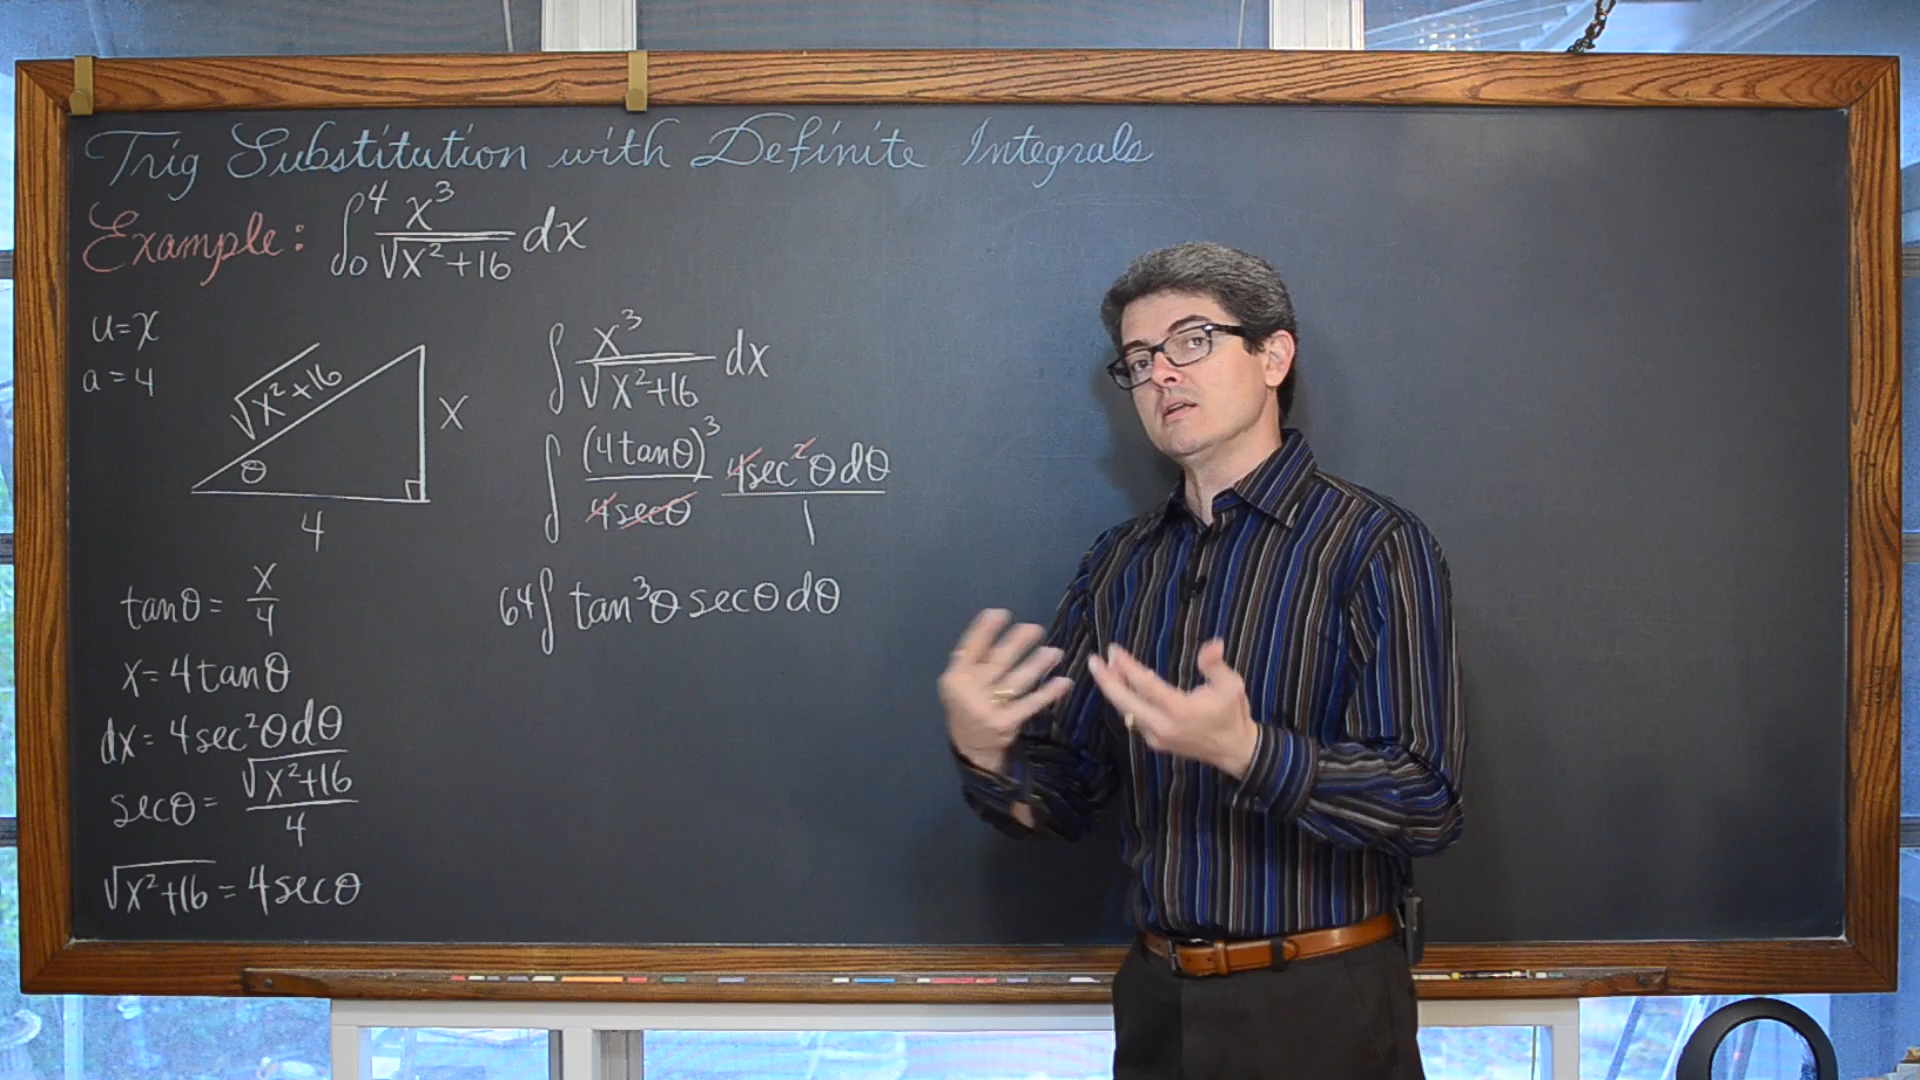 Trig Substitution with Definite Integrals
Example: ∫₀⁴ x³/√(x²+16) dx
u=x
a=4
√(x²+16)
x
θ
4
tanθ = x/4
x=4tanθ
dx=4sec²θdθ
secθ= √(x²+16)/4
√(x²+16) = 4secθ
∫ x³/√(x²+16) dx
∫ (4tanθ)³/4secθ 4sec²θdθ/1
64∫ tan³θ secθdθ